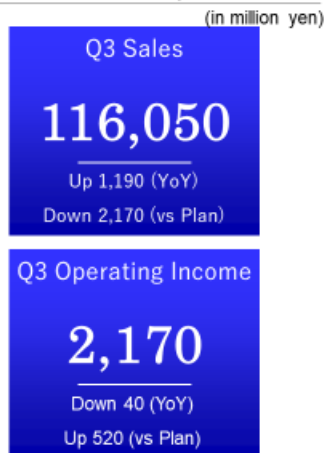 (in million yen)
Q3 Sales
116,050
Up 1,190 (YoY)
Down 2,170 (vs Plan)
Q3 Operating Income
2,170
Down 40 (YoY)
Up 520 (vs Plan)